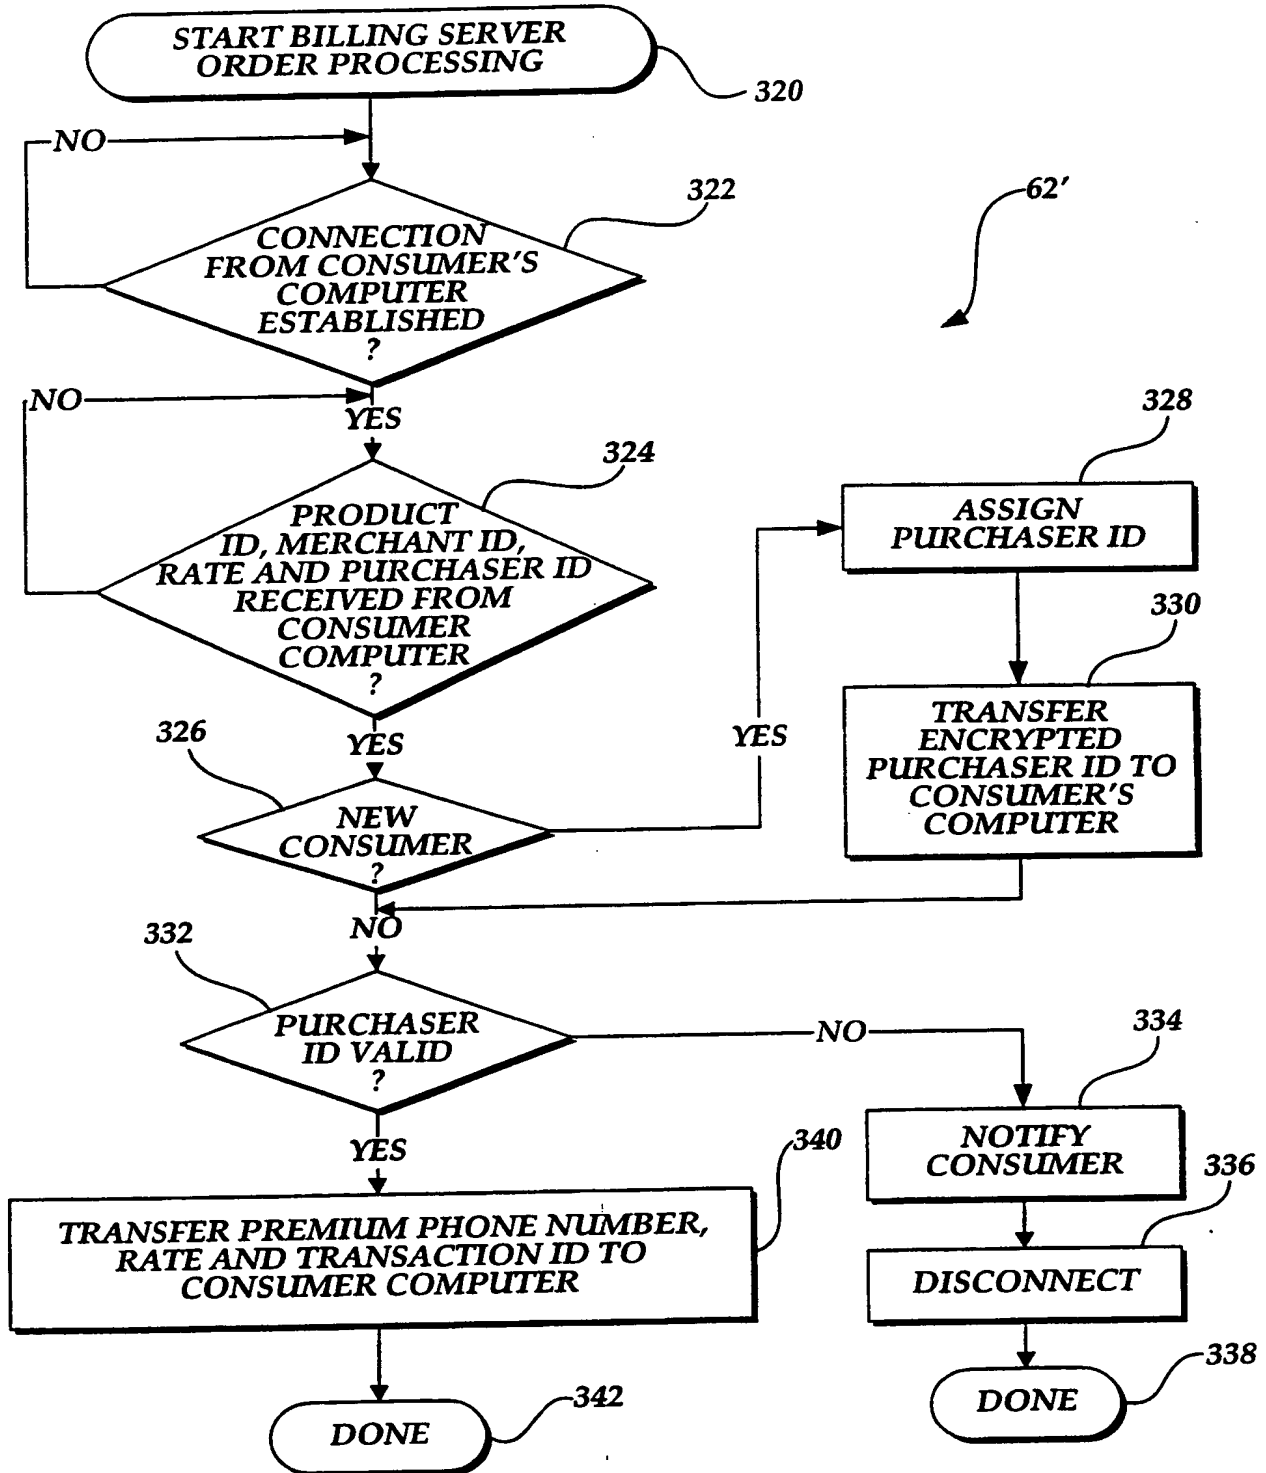 START BILLING SERVER
ORDER PROCESSING
320
NO
322
62'
CONNECTION
FROM CONSUMER'S
COMPUTER
ESTABLISHED
?
NO
YES
328
324
ASSIGN
PURCHASER ID
PRODUCT
ID, MERCHANT ID,
RATE AND PURCHASER ID
RECEIVED FROM
CONSUMER
COMPUTER
?
330
TRANSFER
ENCRYPTED
PURCHASER ID TO
CONSUMER'S
COMPUTER
326
YES
YES
NEW
CONSUMER
?
NO
332
PURCHASER
ID VALID
?
NO
334
YES
340
NOTIFY
CONSUMER
336
TRANSFER PREMIUM PHONE NUMBER,
RATE AND TRANSACTION ID TO
CONSUMER COMPUTER
DISCONNECT
338
DONE
342
DONE